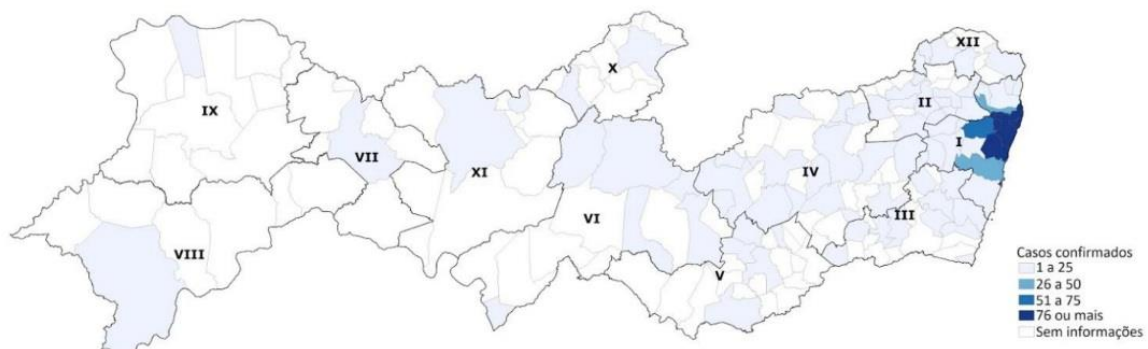 XII
X
IX
II
I
VII
XI
IV
VI
III
VIII
V
Casos confirmados
1 a 25
26 a 50
51 a 75
76 ou mais
Sem informações